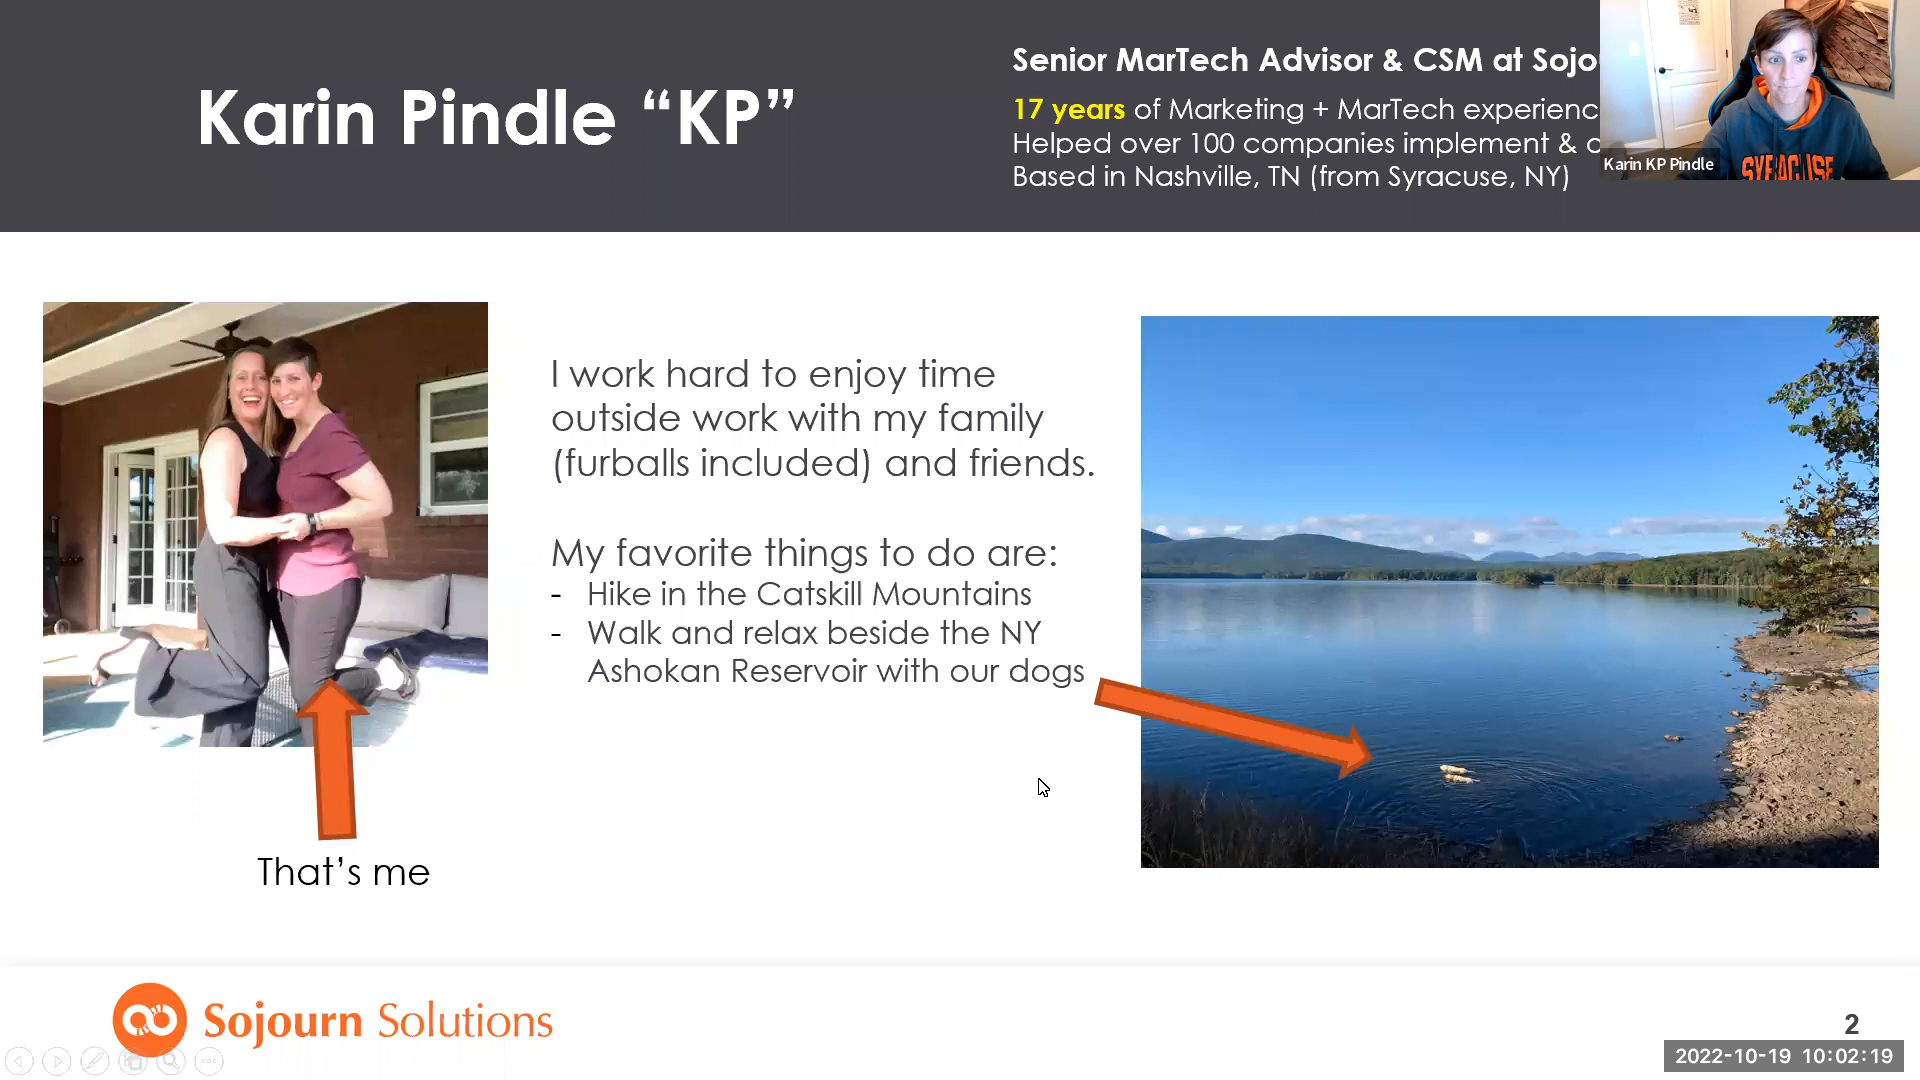 Karin Pindle “KP”
Senior MarTech Advisor & CSM at
17 years of Marketing + MarTech
Helped over 100 companies implement &
Based in Nashville, TN (from Syracuse, NY)
Karin KP Pindle
SYRACUSE
I work hard to enjoy time
outside work with my family
(furballs included) and friends.
My favorite things to do are:
- Hike in the Catskill Mountains
- Walk and relax beside the NY
Ashokan Reservoir with our dogs
That’s me
Sojourn Solutions
2
2022-10-19 10:02:19